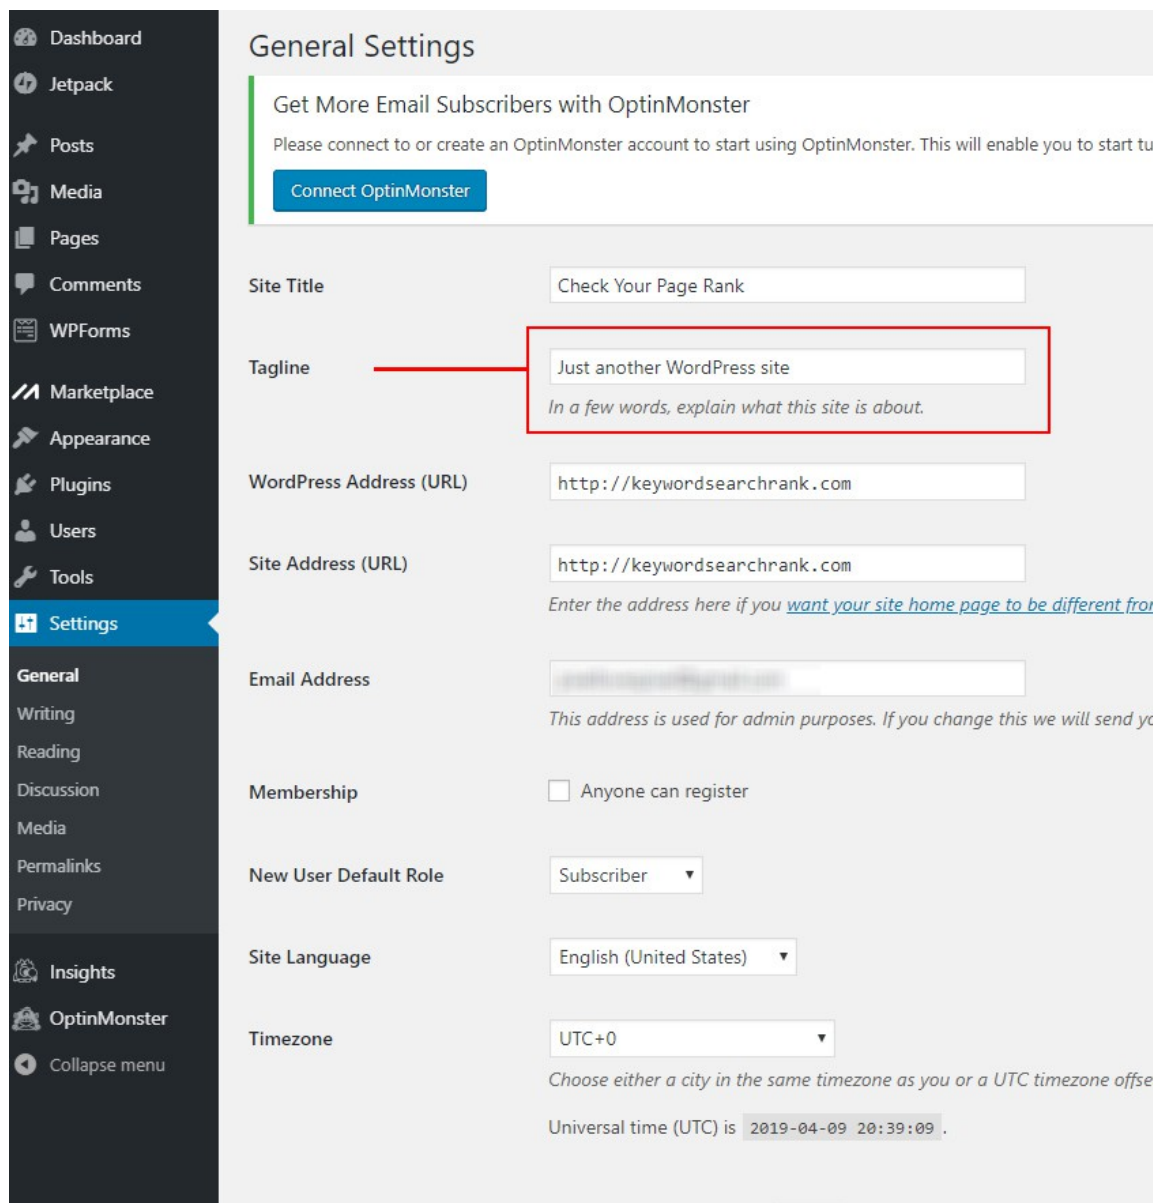 Dashboard
Jetpack
Posts
Media
Pages
Comments
WPForms
Marketplace
Appearance
Plugins
Users
Tools
Settings
General
Writing
Reading
Discussion
Media
Permalinks
Privacy
Insights
OptinMonster
Collapse menu
General Settings
Get More Email Subscribers with OptinMonster
Please connect to or create an OptinMonster account to start using OptinMonster. This will enable you to start
Connect OptinMonster
Site Title Check Your Page Rank
Tagline Just another WordPress site
In a few words, explain what this site is about.
WordPress Address (URL) http://keywordsearchrank.com
Site Address (URL) http://keywordsearchrank.com
Enter the address here if you want your site home page to be different
Email Address
This address is used for admin purposes. If you change this we will send
Membership Anyone can register
New User Default Role Subscriber
Site Language English (United States)
Timezone UTC+0
Choose either a city in the same timezone as you or a UTC timezone
Universal time (UTC) is 2019-04-09 20:39:09 .